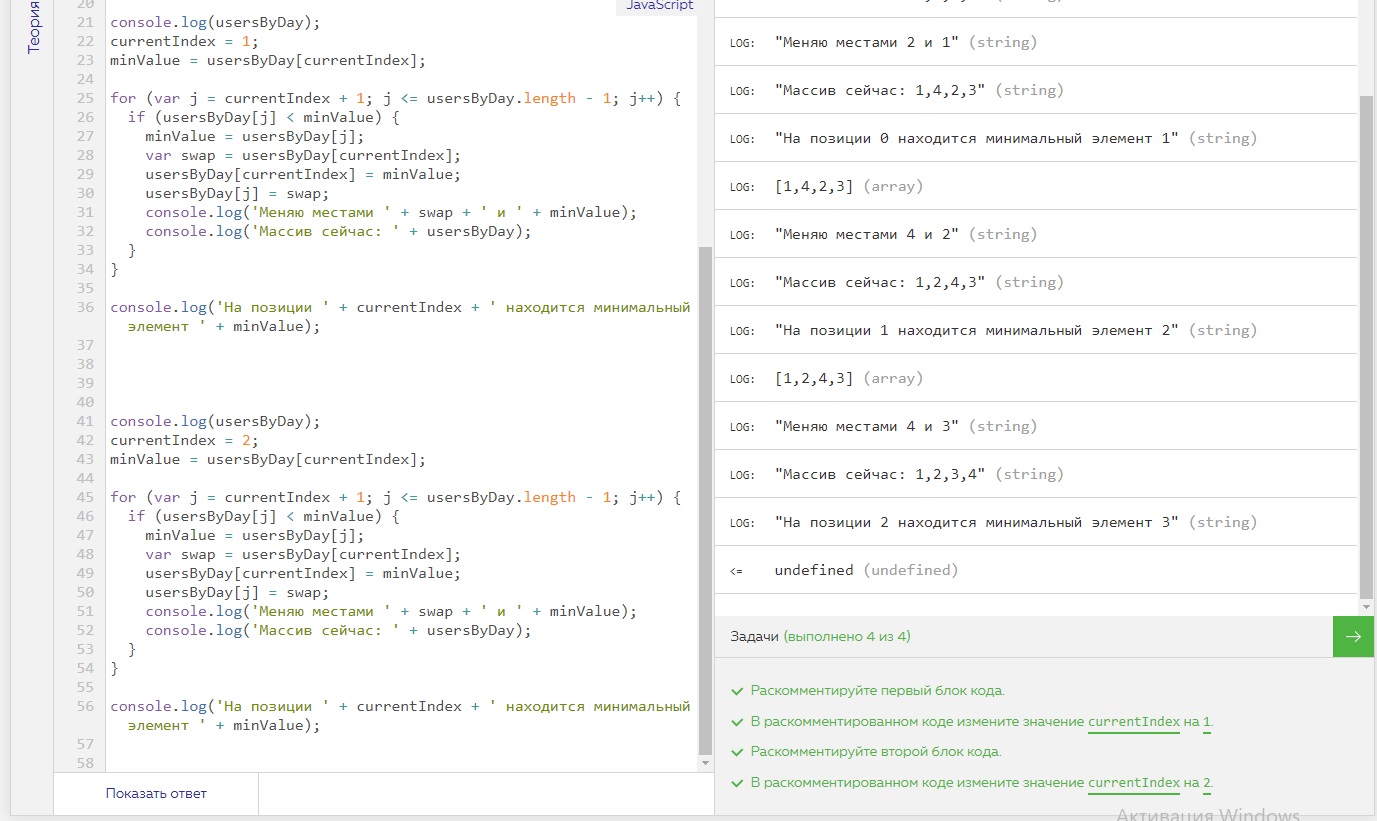 Теория
JavaScript
20
21 console.log(usersByDay);
22 currentIndex = 1;
23 minValue = usersByDay[currentIndex];
24
25 for (var j = currentIndex + 1; j <= usersByDay.length - 1; j++) {
26 if (usersByDay[j] < minValue) {
27 minValue = usersByDay[j];
28 var swap = usersByDay[currentIndex];
29 usersByDay[currentIndex] = minValue;
30 usersByDay[j] = swap;
31 console.log('Меняю местами ' + swap + ' и ' + minValue);
32 console.log('Массив сейчас: ' + usersByDay);
33 }
34 }
35
36 console.log('На позиции ' + currentIndex + ' находится минимальный
элемент ' + minValue);
37
38
39
40
41 console.log(usersByDay);
42 currentIndex = 2;
43 minValue = usersByDay[currentIndex];
44
45 for (var j = currentIndex + 1; j <= usersByDay.length - 1; j++) {
46 if (usersByDay[j] < minValue) {
47 minValue = usersByDay[j];
48 var swap = usersByDay[currentIndex];
49 usersByDay[currentIndex] = minValue;
50 usersByDay[j] = swap;
51 console.log('Меняю местами ' + swap + ' и ' + minValue);
52 console.log('Массив сейчас: ' + usersByDay);
53 }
54 }
55
56 console.log('На позиции ' + currentIndex + ' находится минимальный
элемент ' + minValue);
57
58
Показать ответ
LOG: "Меняю местами 2 и 1" (string)
LOG: "Массив сейчас: 1,4,2,3" (string)
LOG: "На позиции 0 находится минимальный элемент 1" (string)
LOG: [1,4,2,3] (array)
LOG: "Меняю местами 4 и 2" (string)
LOG: "Массив сейчас: 1,2,4,3" (string)
LOG: "На позиции 1 находится минимальный элемент 2" (string)
LOG: [1,2,4,3] (array)
LOG: "Меняю местами 4 и 3" (string)
LOG: "Массив сейчас: 1,2,3,4" (string)
LOG: "На позиции 2 находится минимальный элемент 3" (string)
<= undefined (undefined)
Задачи (выполнено 4 из 4)
Раскомментируйте первый блок кода.
В раскомментированном коде измените значение currentIndex на 1.
Раскомментируйте второй блок кода.
В раскомментированном коде измените значение currentIndex на 2.
Активация Windows